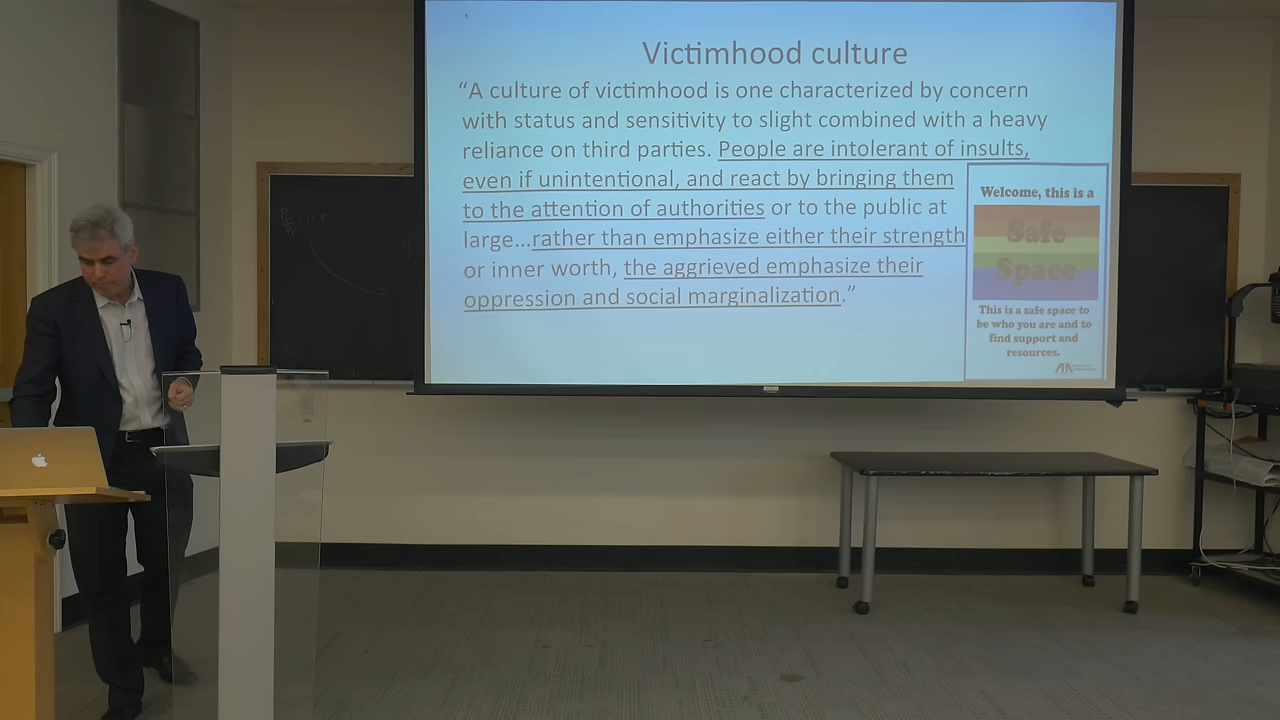 Victimhood culture
“A culture of victimhood is one characterized by concern
with status and sensitivity to slight combined with a heavy
reliance on third parties. People are intolerant of insults,
even if unintentional, and react by bringing them
to the attention of authorities or to the public at
large...rather than emphasize either their strength
or inner worth, the aggrieved emphasize their
oppression and social marginalization.”
Welcome, this is a
Safe
Space
This is a safe space to
be who you are and to
find support and
resources.